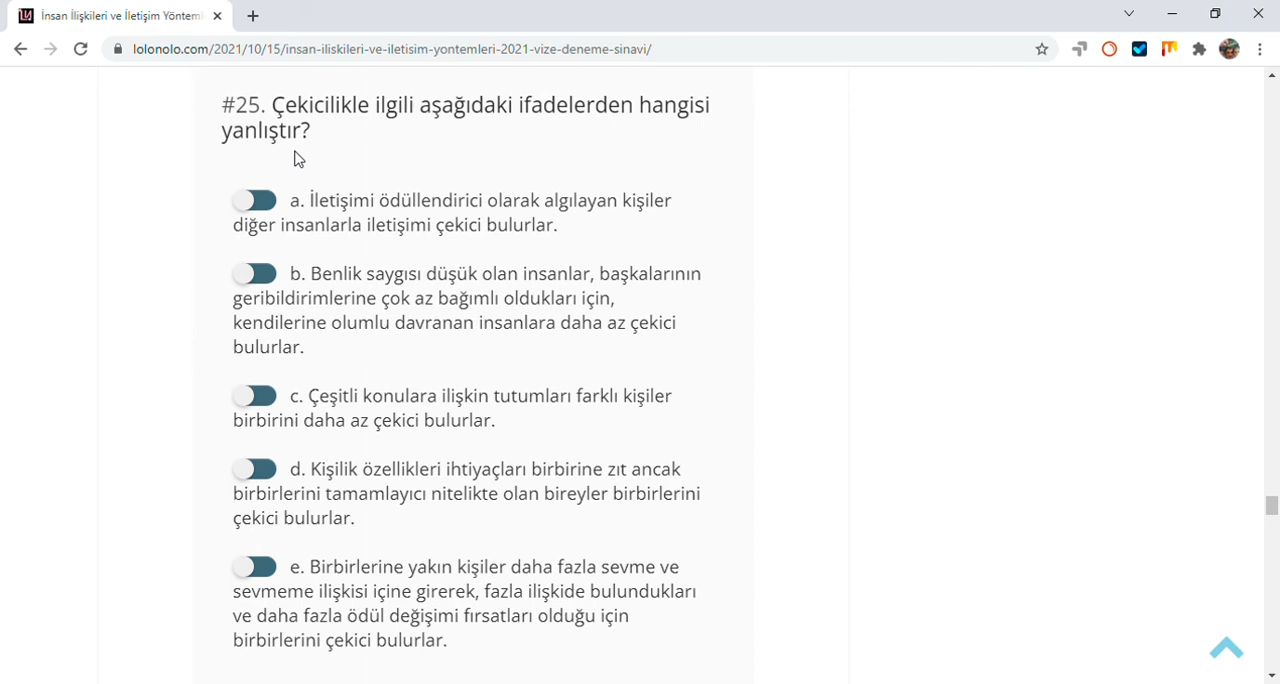 İnsan İlişkileri ve İletişim Yöntem
lolonolo.com/2021/10/15/insan-iliskileri-ve-iletisim-yontemleri-2021-vize-deneme-sinavi/
#25. Çekicilikle ilgili aşağıdaki ifadelerden hangisi
yanlıştır?
a. İletişimi ödüllendirici olarak algılayan kişiler
diğer insanlarla iletişimi çekici bulurlar.
b. Benlik saygısı düşük olan insanlar, başkalarının
geribildirimlerine çok az bağımlı oldukları için,
kendilerine olumlu davranan insanlara daha az çekici
bulurlar.
c. Çeşitli konulara ilişkin tutumları farklı kişiler
birbirini daha az çekici bulurlar.
d. Kişilik özellikleri ihtiyaçları birbirine zıt ancak
birbirlerini tamamlayıcı nitelikte olan bireyler birbirlerini
çekici bulurlar.
e. Birbirlerine yakın kişiler daha fazla sevme ve
sevmeme ilişkisi içine girerek, fazla ilişkide bulundukları
ve daha fazla ödül değişimi fırsatları olduğu için
birbirlerini çekici bulurlar.